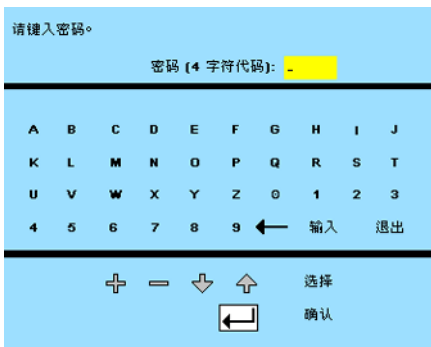 请键入密码。
密码 (4 字符代码): -
A B C D E F G H I J
K L M N O P Q R S T
U V W X Y Z 0 1 2 3
4 5 6 7 8 9 ← 输入 退出
+ − ↓ ↑ 选择
↵ 确认